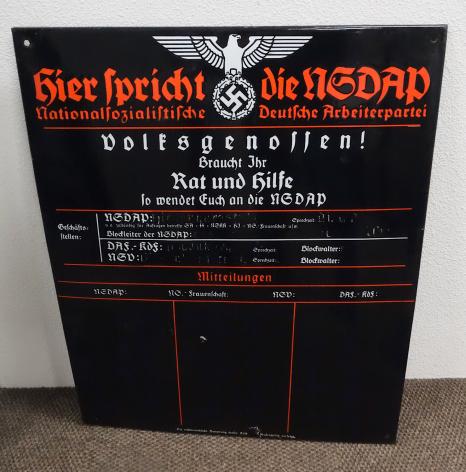 Hier spricht die NSDAP
Nationalsozialistische Deutsche Arbeiterpartei
Volksgenossen!
Braucht Ihr
Rat und Hilfe
so wendet Euch an die NSDAP
Geschäfts-
stellen:
NSDAP: Sprechzeit:
Blockleiter der NSDAP:
DAF.-KdF: Sprechzeit: Blockwalter:
NSV: Sprechzeit: Blockwalter:
Mitteilungen
NSDAP: NS.-Frauenschaft: NSV: DAF.-KdF: